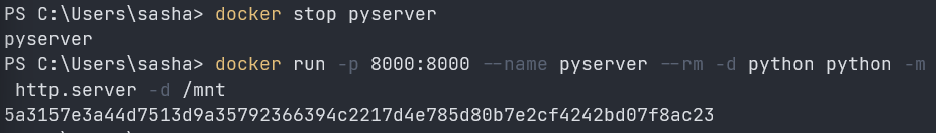 PS C:\Users\sasha> docker stop pyserver
pyserver
PS C:\Users\sasha> docker run -p 8000:8000 --name pyserver --rm -d python python -m
http.server -d /mnt
5a3157e3a44d7513d9a35792366394c2217d4e785d80b7e2cf4242bd07f8ac23